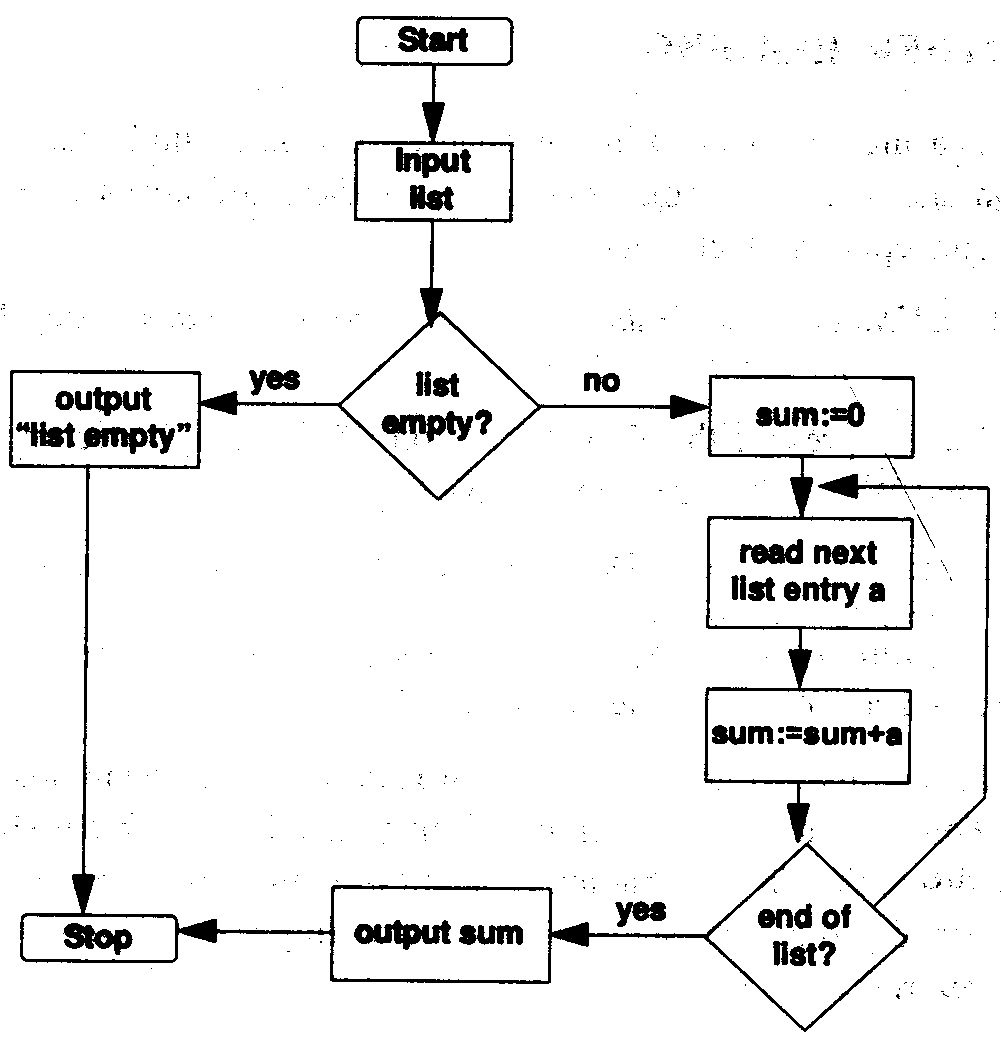 Start
Input
list
list
empty?
yes
no
output
"list empty"
sum:=0
read next
list entry a
sum:=sum+a
end of
list?
yes
output sum
Stop